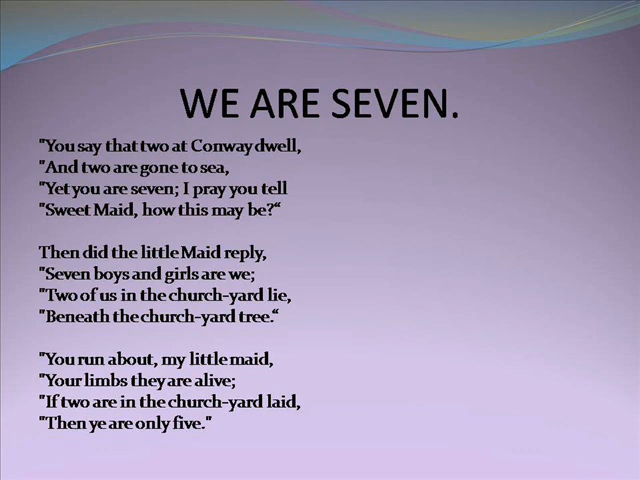 WE ARE SEVEN.
"You say that two at Conway dwell,
"And two are gone to sea,
"Yet you are seven; I pray you tell
"Sweet Maid, how this may be?“
Then did the little Maid reply,
"Seven boys and girls are we;
"Two of us in the church-yard lie,
"Beneath the church-yard tree.“
"You run about, my little maid,
"Your limbs they are alive;
"If two are in the church-yard laid,
"Then ye are only five."